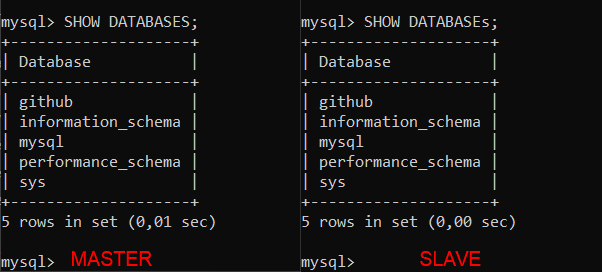 mysql> SHOW DATABASES;
+--------------------+
| Database           |
+--------------------+
| github             |
| information_schema |
| mysql              |
| performance_schema |
| sys                |
+--------------------+
5 rows in set (0,01 sec)
mysql> MASTER
mysql> SHOW DATABASEs;
+--------------------+
| Database           |
+--------------------+
| github             |
| information_schema |
| mysql              |
| performance_schema |
| sys                |
+--------------------+
5 rows in set (0,00 sec)
mysql> SLAVE